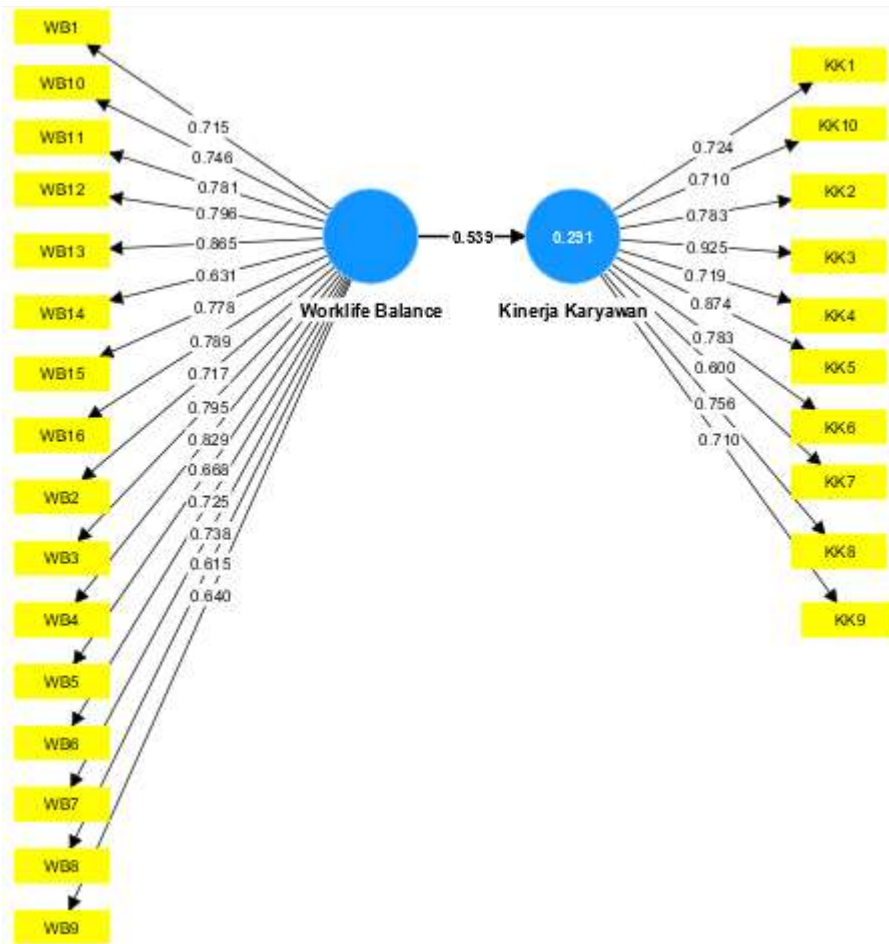 WB1
WB10
WB11
WB12
WB13
WB14
WB15
WB16
WB2
WB3
WB4
WB5
WB6
WB7
WB8
WB9
0.715
0.746
0.781
0.796
0.865
0.631
0.778
0.789
0.717
0.795
0.829
0.668
0.725
0.738
0.615
0.640
Worklife Balance
0.539
0.291
Kinerja Karyawan
0.724
0.710
0.783
0.925
0.719
0.874
0.783
0.600
0.756
0.710
KK1
KK10
KK2
KK3
KK4
KK5
KK6
KK7
KK8
KK9